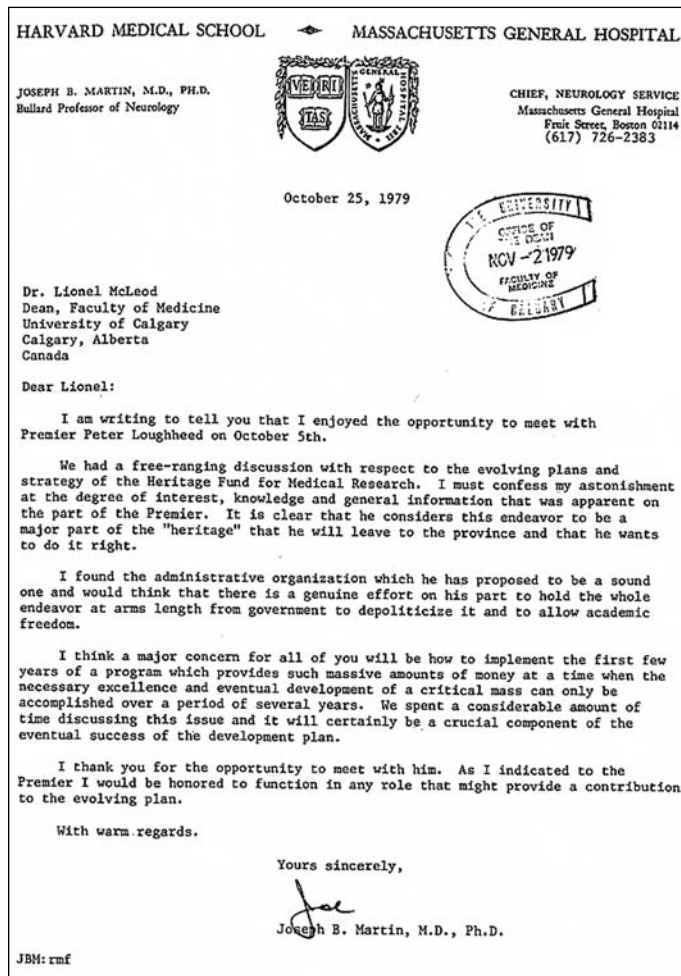 HARVARD MEDICAL SCHOOL MASSACHUSETTS GENERAL HOSPITAL
JOSEPH B. MARTIN, M.D., PH.D.
Bullard Professor of Neurology
VE RI
TAS
MASSACHUSETTS GENERAL HOSPITAL 1811
CHIEF, NEUROLOGY SERVICE
Massachusetts General Hospital
Fruit Street, Boston 02114
(617) 726-2383
October 25, 1979
THE UNIVERSITY
OFFICE OF
THE DEAN
NOV -2 1979
FACULTY OF
MEDICINE
OF CALGARY
Dr. Lionel McLeod
Dean, Faculty of Medicine
University of Calgary
Calgary, Alberta
Canada
Dear Lionel:
I am writing to tell you that I enjoyed the opportunity to meet with
Premier Peter Loughheed on October 5th.
We had a free-ranging discussion with respect to the evolving plans and
strategy of the Heritage Fund for Medical Research. I must confess my astonishment
at the degree of interest, knowledge and general information that was apparent on
the part of the Premier. It is clear that he considers this endeavor to be a
major part of the "heritage" that he will leave to the province and that he wants
to do it right.
I found the administrative organization which he has proposed to be a sound
one and would think that there is a genuine effort on his part to hold the whole
endeavor at arms length from government to depoliticize it and to allow academic
freedom.
I think a major concern for all of you will be how to implement the first few
years of a program which provides such massive amounts of money at a time when the
necessary excellence and eventual development of a critical mass can only be
accomplished over a period of several years. We spent a considerable amount of
time discussing this issue and it will certainly be a crucial component of the
eventual success of the development plan.
I thank you for the opportunity to meet with him. As I indicated to the
Premier I would be honored to function in any role that might provide a contribution
to the evolving plan.
With warm regards.
Yours sincerely,
Joe
Joseph B. Martin, M.D., Ph.D.
JBM:rmf